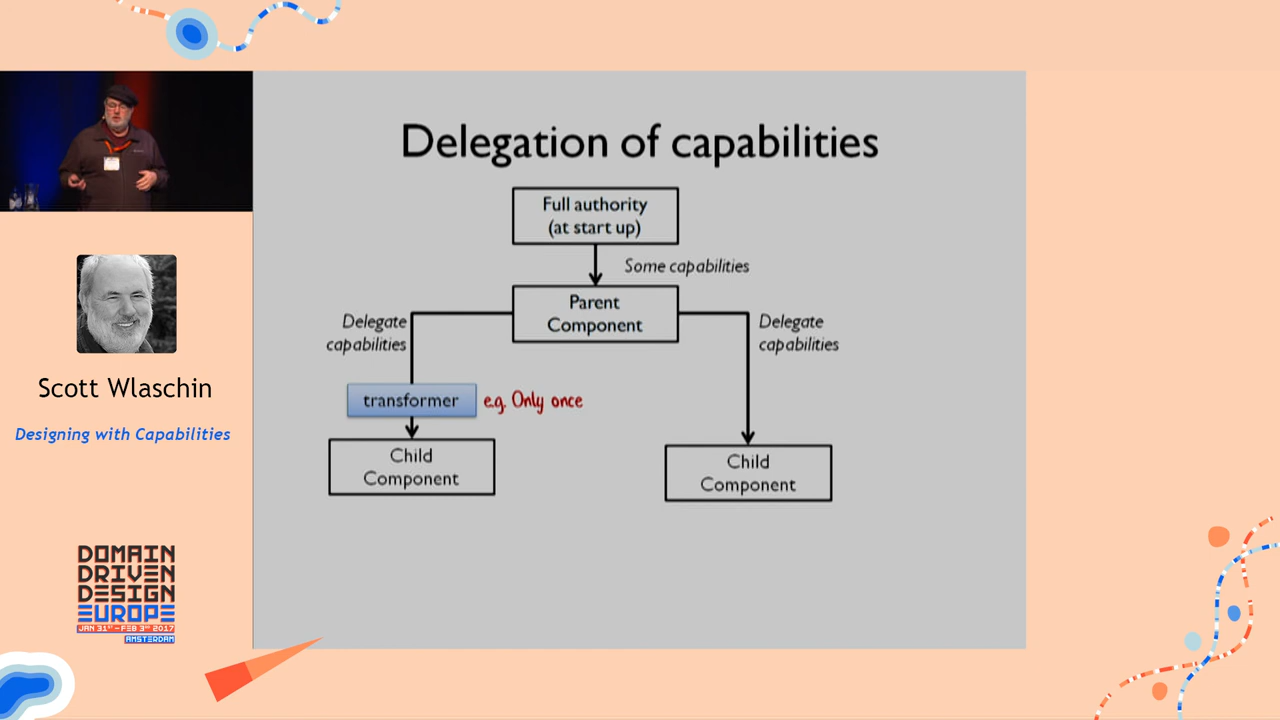 Delegation of capabilities
Full authority
(at start up)
Some capabilities
Parent
Component
Delegate
capabilities
Delegate
capabilities
transformer
e.g. Only once
Child
Component
Child
Component
Scott Wlaschin
Designing with Capabilities
DOMAIN
DRIVEN
DESIGN
EUROPE
JAN 31ST-FEB 3RD 2017
AMSTERDAM